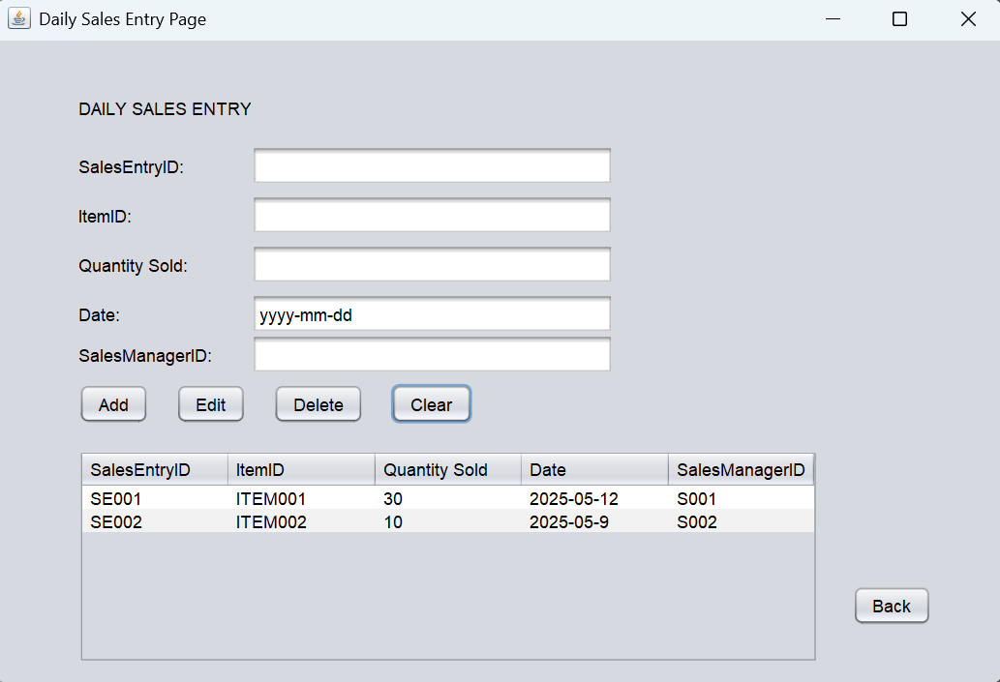 Daily Sales Entry Page
DAILY SALES ENTRY
SalesEntryID:
ItemID:
Quantity Sold:
Date: yyyy-mm-dd
SalesManagerID:
Add Edit Delete Clear
SalesEntryID ItemID Quantity Sold Date SalesManagerID
SE001 ITEM001 30 2025-05-12 S001
SE002 ITEM002 10 2025-05-9 S002
Back